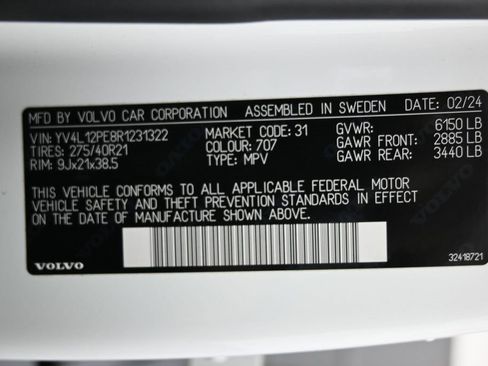 MFD BY VOLVO CAR CORPORATION ASSEMBLED IN SWEDEN DATE: 02/24
VIN: YV4L12PE8R1231322 MARKET CODE: 31 GVWR: 6150 LB
TIRES: 275/40R21 COLOUR: 707 GAWR FRONT: 2885 LB
RIM: 9Jx21x38.5 TYPE: MPV GAWR REAR: 3440 LB
THIS VEHICLE CONFORMS TO ALL APPLICABLE FEDERAL MOTOR
VEHICLE SAFETY AND THEFT PREVENTION STANDARDS IN EFFECT
ON THE DATE OF MANUFACTURE SHOWN ABOVE.
VOLVO 32418721